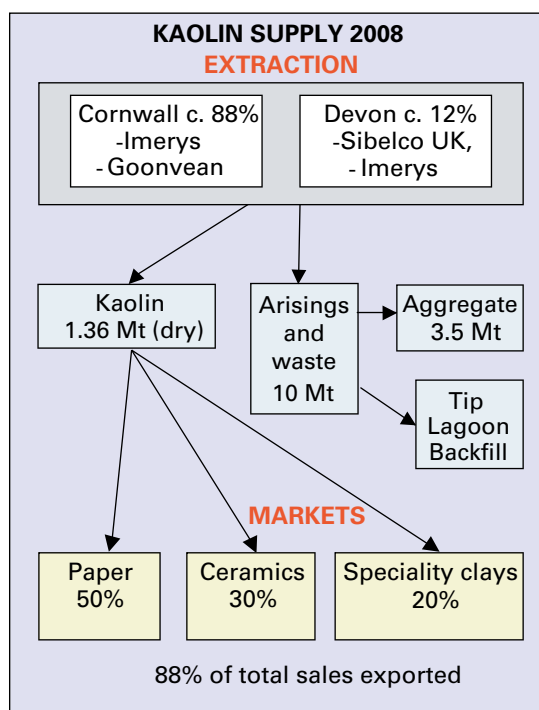 KAOLIN SUPPLY 2008
EXTRACTION
Cornwall c. 88%
-Imerys
- Goonvean
Devon c. 12%
-Sibelco UK,
- Imerys
Kaolin
1.36 Mt (dry)
Arisings
and
waste
10 Mt
Aggregate
3.5 Mt
Tip
Lagoon
Backfill
MARKETS
Paper
50%
Ceramics
30%
Speciality clays
20%
88% of total sales exported